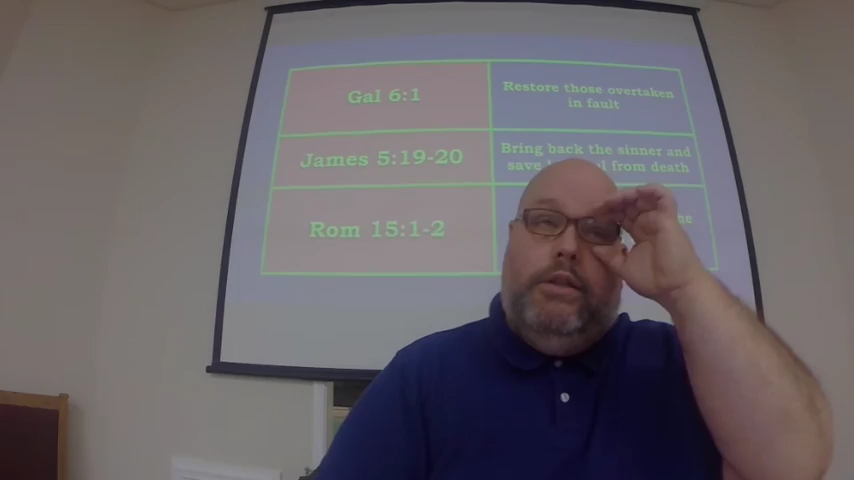 Gal 6:1
Restore those overtaken
in fault
James 5:19-20
Bring back the sinner and
save from death
Rom 15:1-2